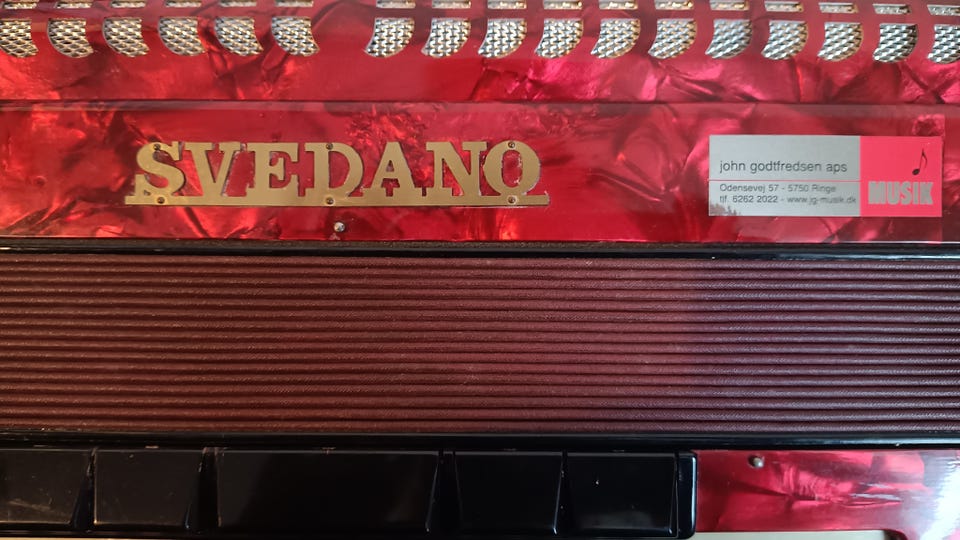 SVEDANO
john godtfredsen aps
Odensevej 57 - 5750 Ringe
tlf. 6262 2022 - www.jg-musik.dk
MUSIK